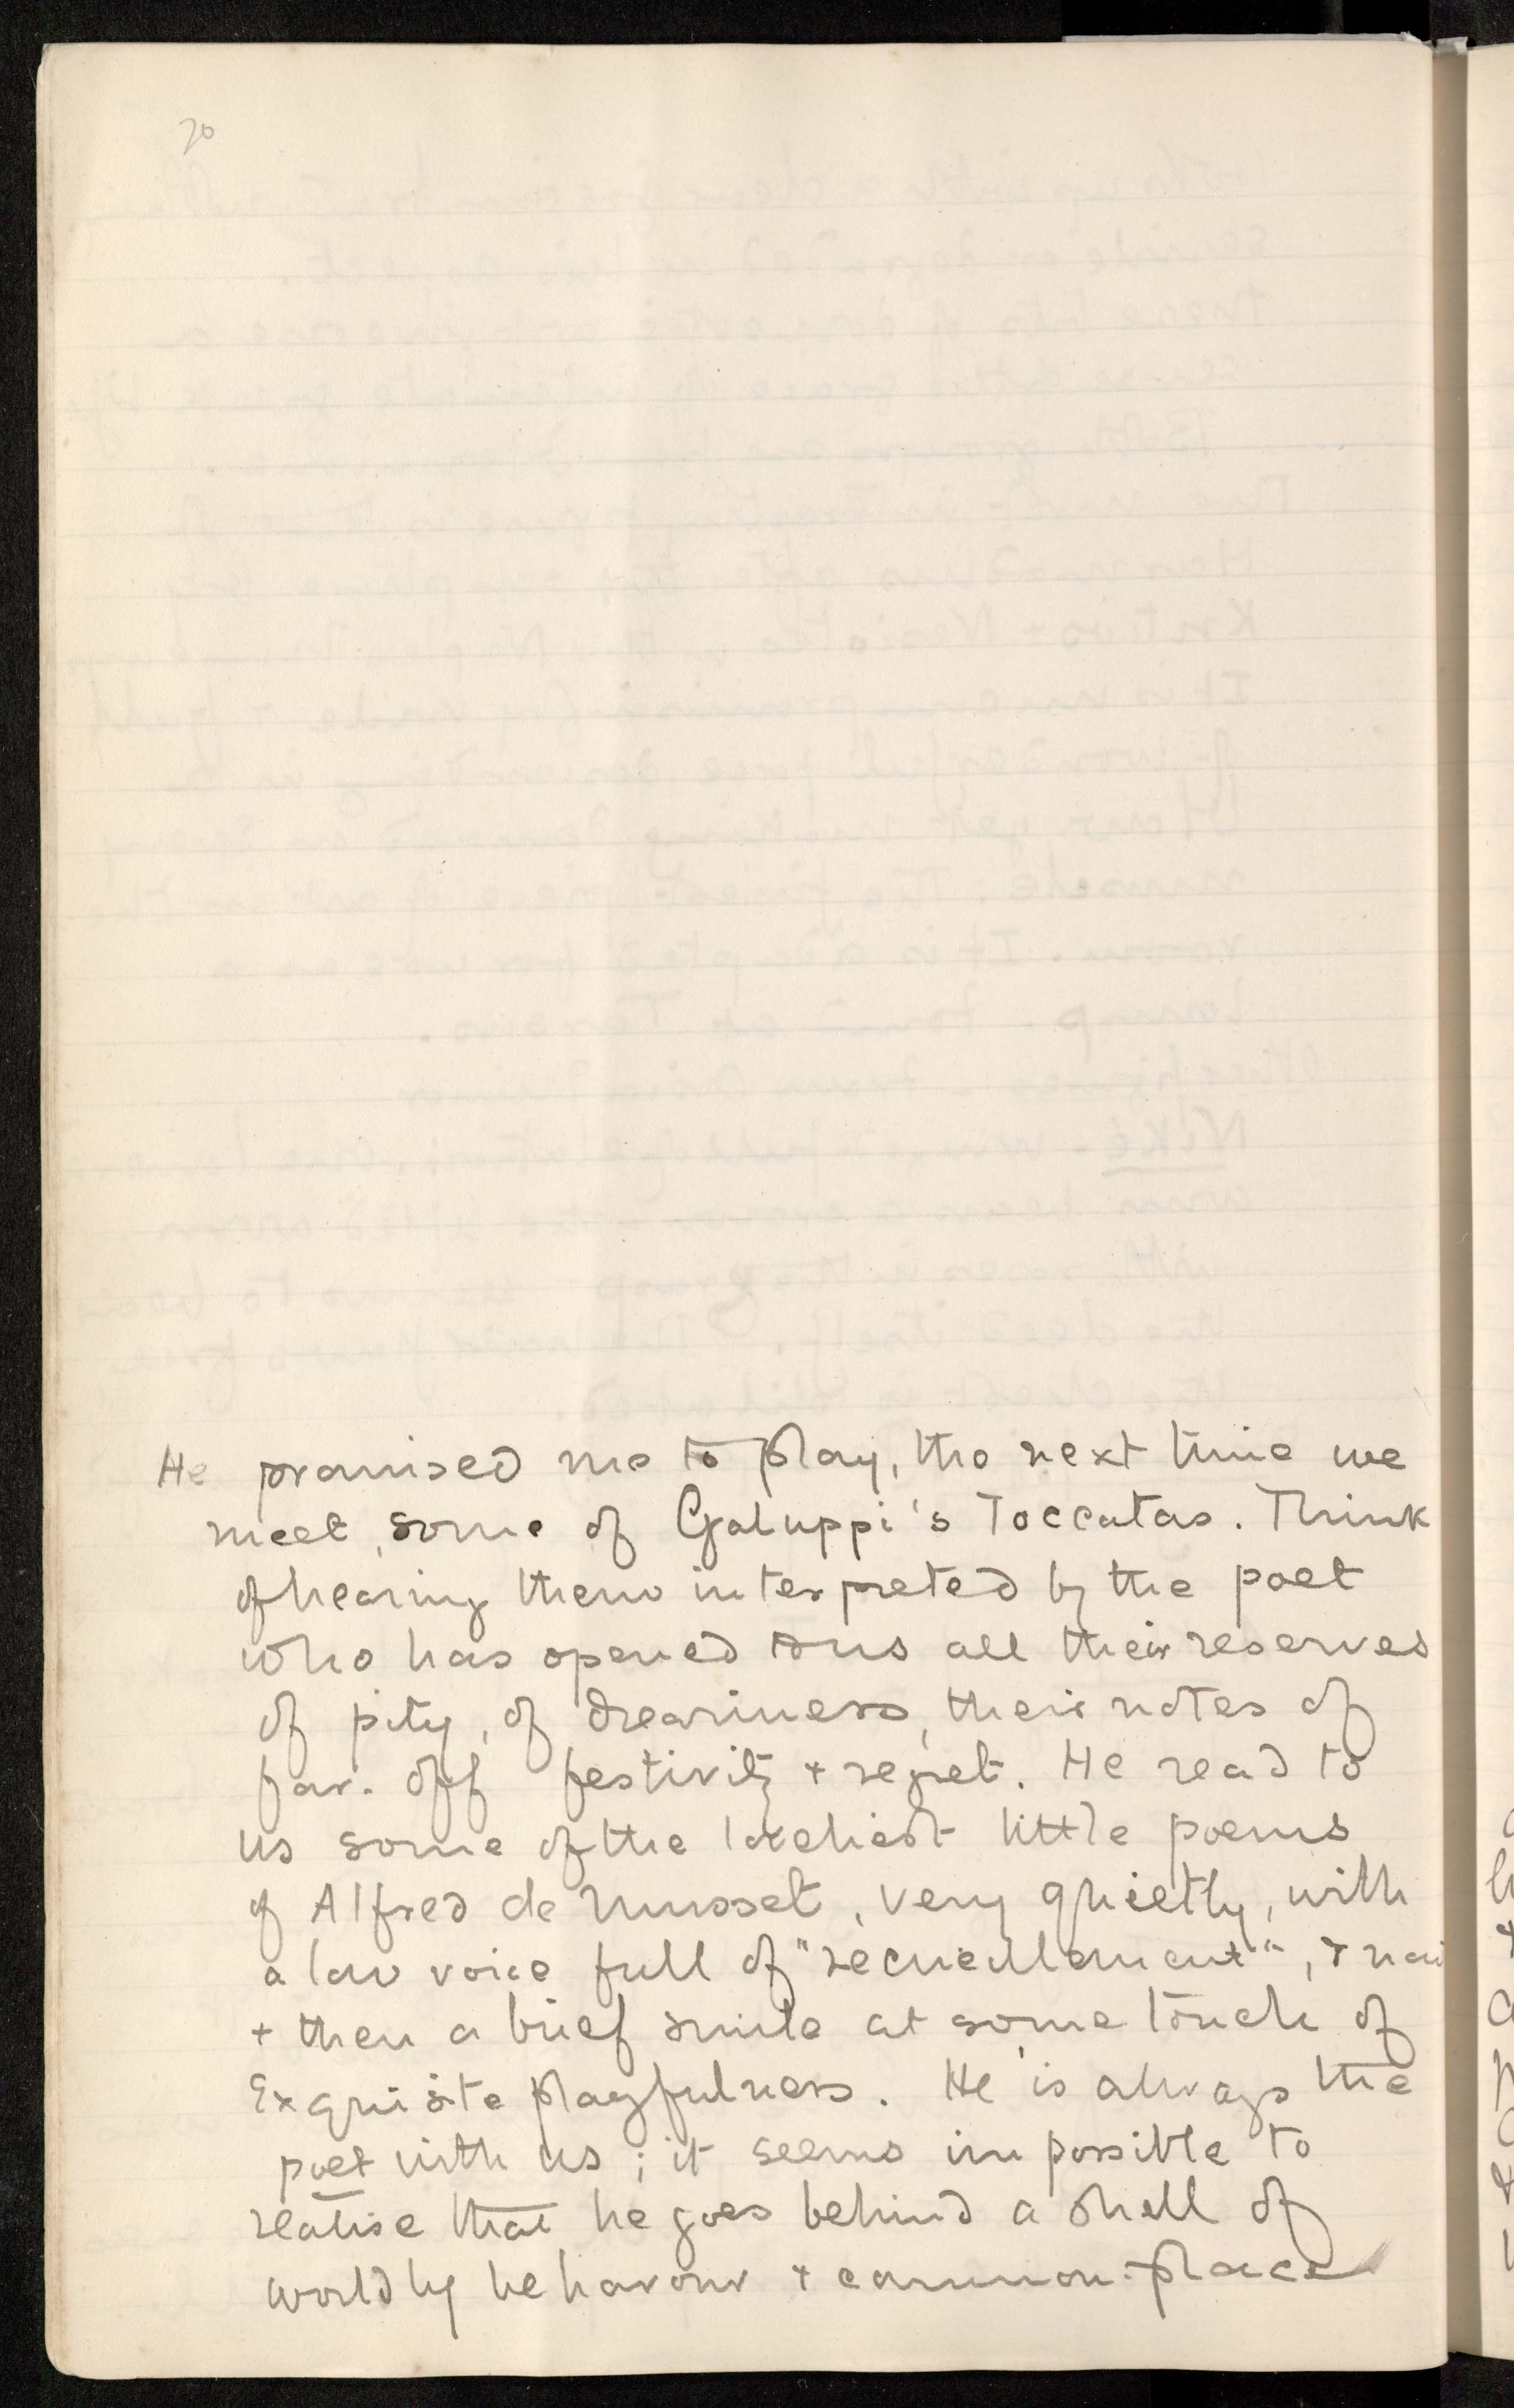 20
He promised me to play, the next time we
meet, some of Galuppi's Toccatas. Think
of hearing them interpreted by the poet
who has opened to us all their reserves
of pity, of dreariness, their notes of
far-off festivity + regret. He read to
us some of the loveliest little poems
of Alfred de Musset, very quietly, with
a low voice full of "recueillement", + now
+ then a brief smile at some touch of
exquisite playfulness. He is always the
poet with us; it seems impossible to
realise that he goes behind a shell of
worldly behavour + common-place